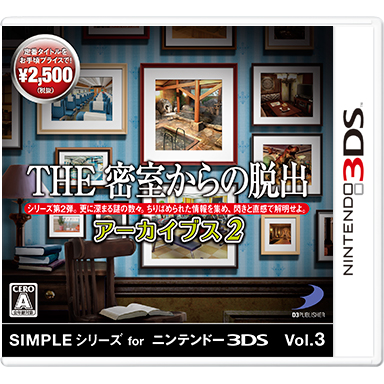 定番タイトルを
お手頃プライスで!
¥2,500
(税抜)
NINTENDO 3DS
THE 密室からの脱出
シリーズ第2弾。更に深まる謎の数々。ちりばめられた情報を集め、閃きと直感で解明せよ。
アーカイブス2
CERO
A
D3PUBLISHER
SIMPLEシリーズ for ニンテンドー3DS Vol.3